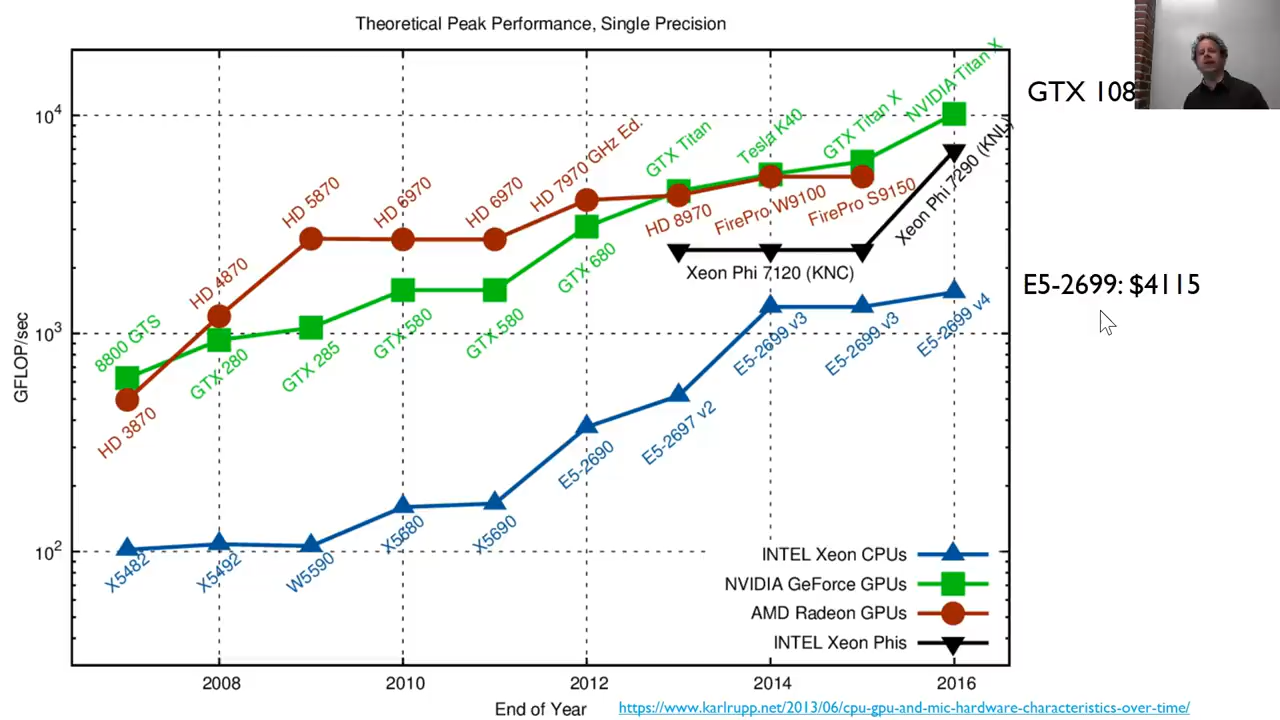 Theoretical Peak Performance, Single Precision
GTX 108
E5-2699: $4115
GFLOP/sec
10^4
10^3
10^2
8800 GTS
GTX 280
GTX 285
GTX 580
GTX 580
GTX 680
GTX Titan
Tesla K40
GTX Titan X
NVIDIA Titan X
HD 3870
HD 4870
HD 5870
HD 6970
HD 6970
HD 7970 GHz Ed.
HD 8970
FirePro W9100
FirePro S9150
Xeon Phi 7120 (KNC)
Xeon Phi 7290 (KNL)
X5482
X5492
W5590
X5680
X5690
E5-2690
E5-2697 v2
E5-2699 v3
E5-2699 v3
E5-2699 v4
INTEL Xeon CPUs
NVIDIA GeForce GPUs
AMD Radeon GPUs
INTEL Xeon Phis
2008 2010 2012 2014 2016
End of Year
https://www.karlrupp.net/2013/06/cpu-gpu-and-mic-hardware-characteristics-over-time/